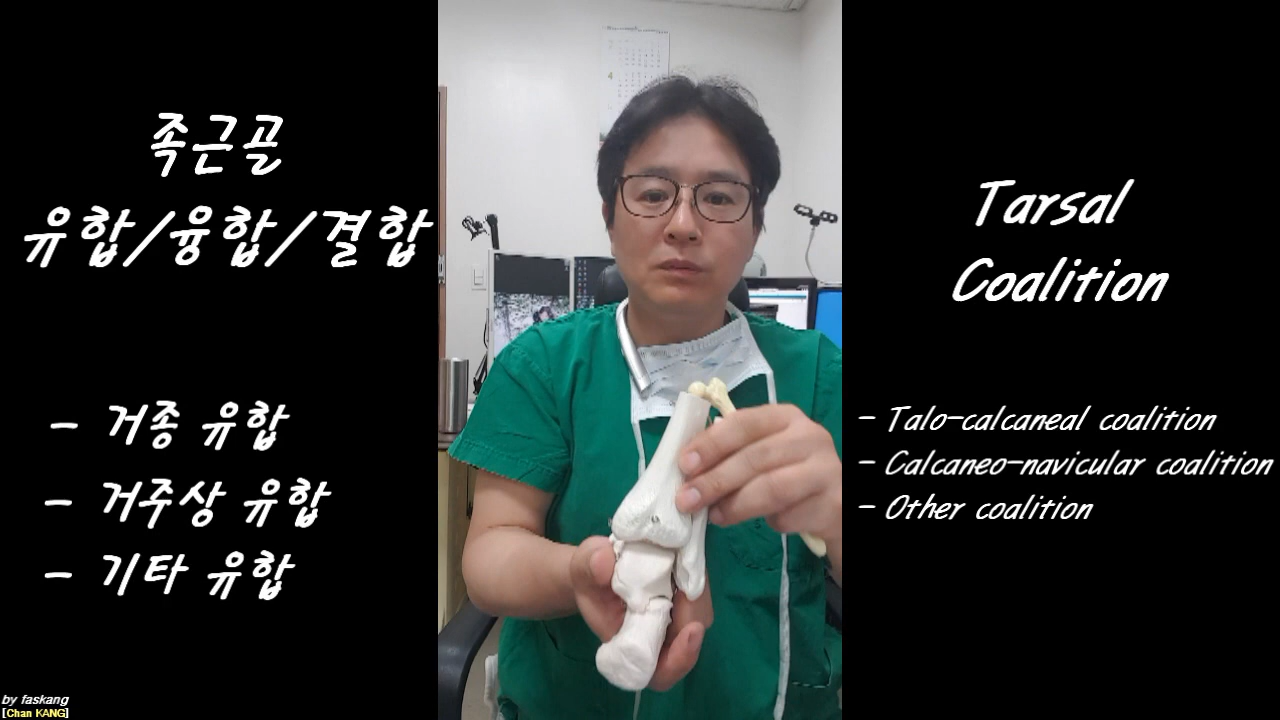 족근골
유합/융합/결합
- 거종 유합
- 거주상 유합
- 기타 유합
by faskang
[Chan KANG]
Tarsal
Coalition
- Talo-calcaneal coalition
- Calcaneo-navicular coalition
- Other coalition